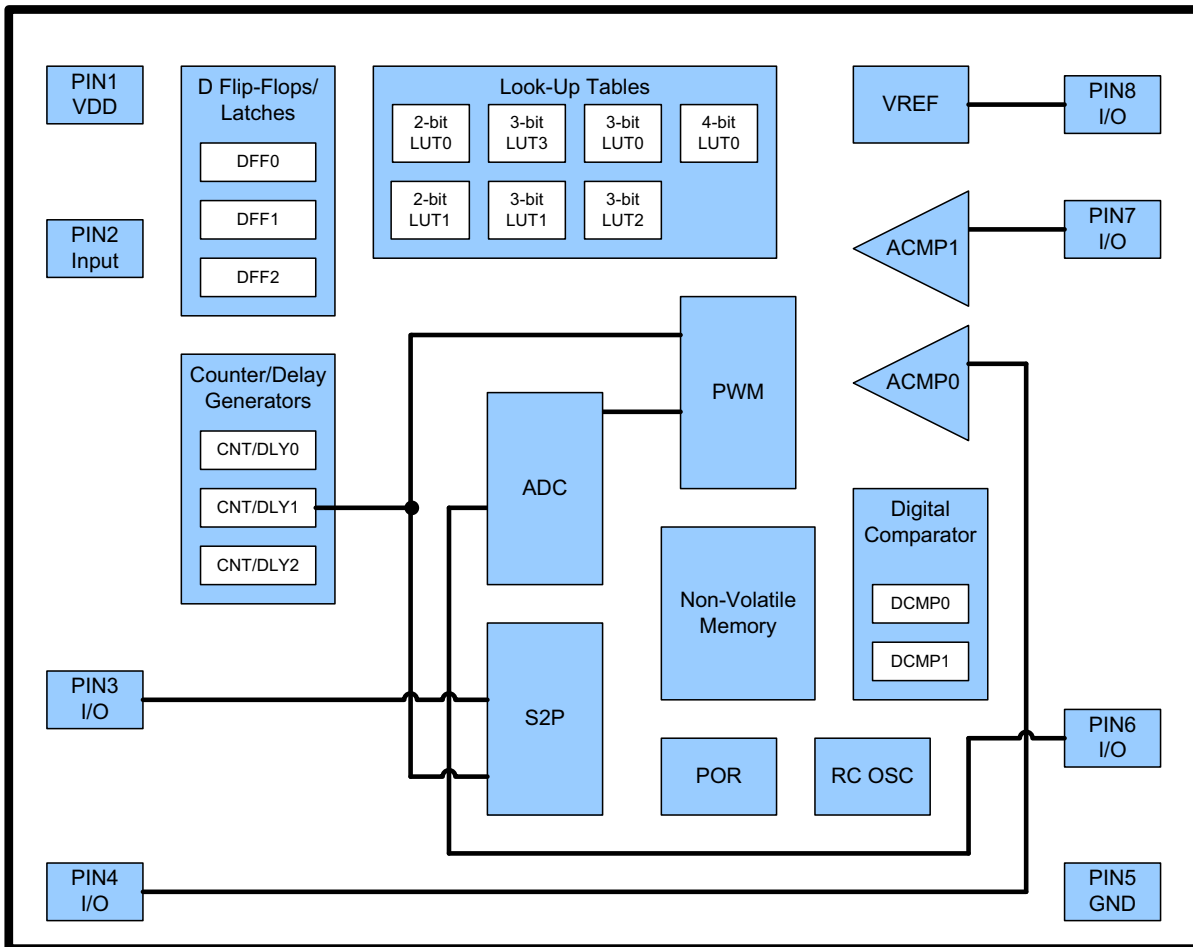 PIN1
VDD
D Flip-Flops/
Latches
DFF0
DFF1
DFF2
Look-Up Tables
2-bit
LUT0
3-bit
LUT3
3-bit
LUT0
4-bit
LUT0
2-bit
LUT1
3-bit
LUT1
3-bit
LUT2
VREF
PIN8
I/O
PIN2
Input
ACMP1
PIN7
I/O
Counter/Delay
Generators
CNT/DLY0
CNT/DLY1
CNT/DLY2
ADC
PWM
ACMP0
Non-Volatile
Memory
Digital
Comparator
DCMP0
DCMP1
PIN3
I/O
S2P
POR
RC OSC
PIN6
I/O
PIN4
I/O
PIN5
GND